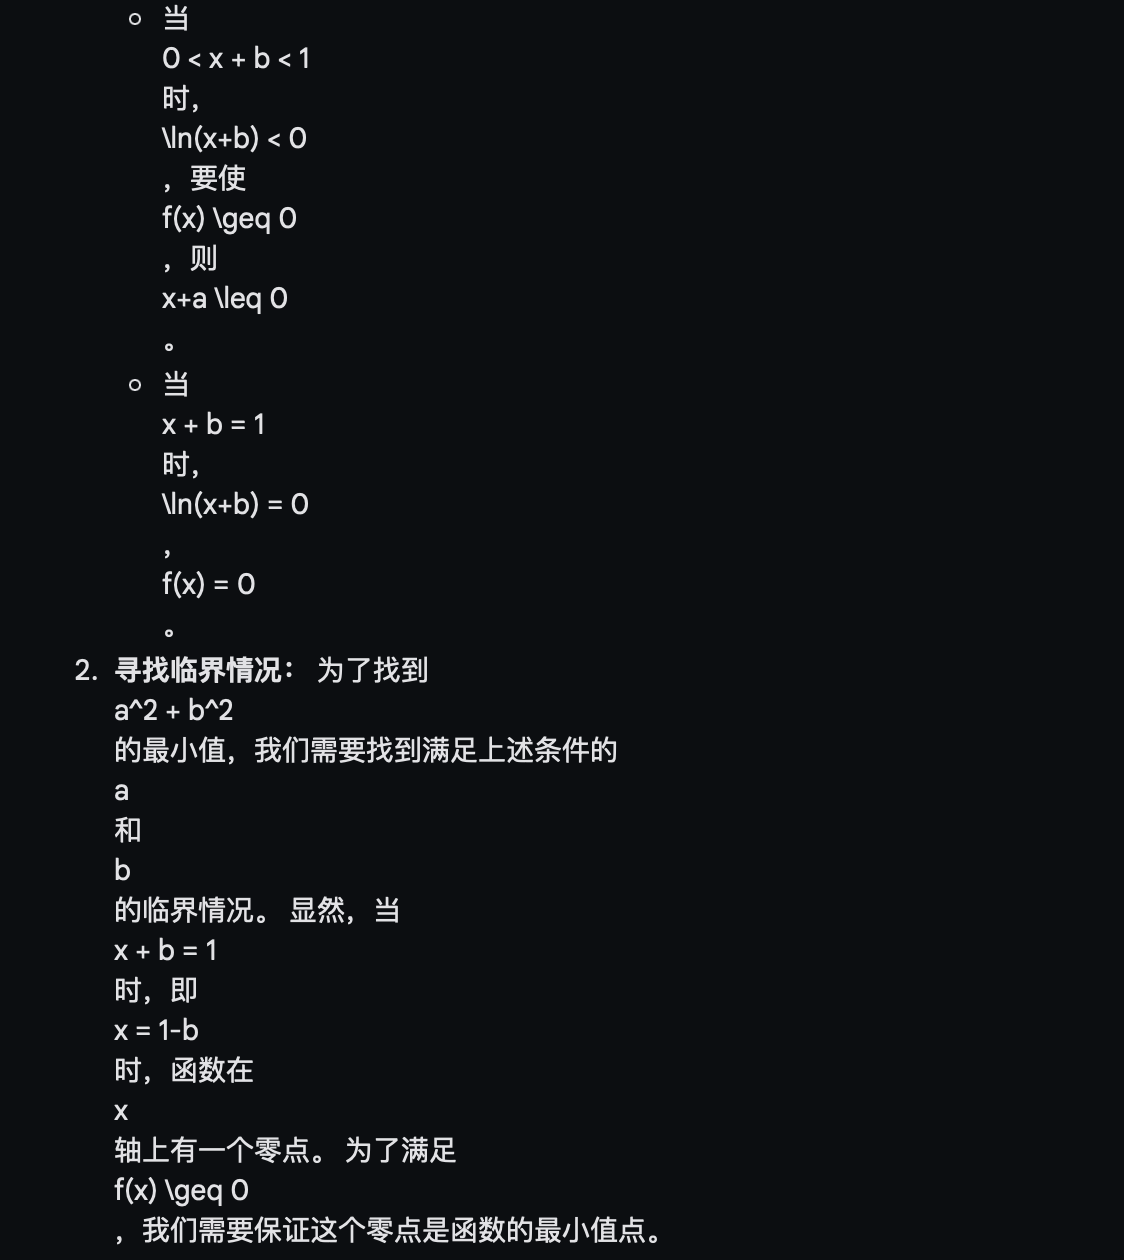 当
0 < x + b < 1
时，
\ln(x+b) < 0
，要使
f(x) \geq 0
，则
x+a \leq 0
。
当
x + b = 1
时，
\ln(x+b) = 0
，
f(x) = 0
。
2. 寻找临界情况： 为了找到
a^2 + b^2
的最小值，我们需要找到满足上述条件的
a
和
b
的临界情况。 显然，当
x + b = 1
时，即
x = 1-b
时，函数在
x
轴上有一个零点。 为了满足
f(x) \geq 0
，我们需要保证这个零点是函数的最小值点。